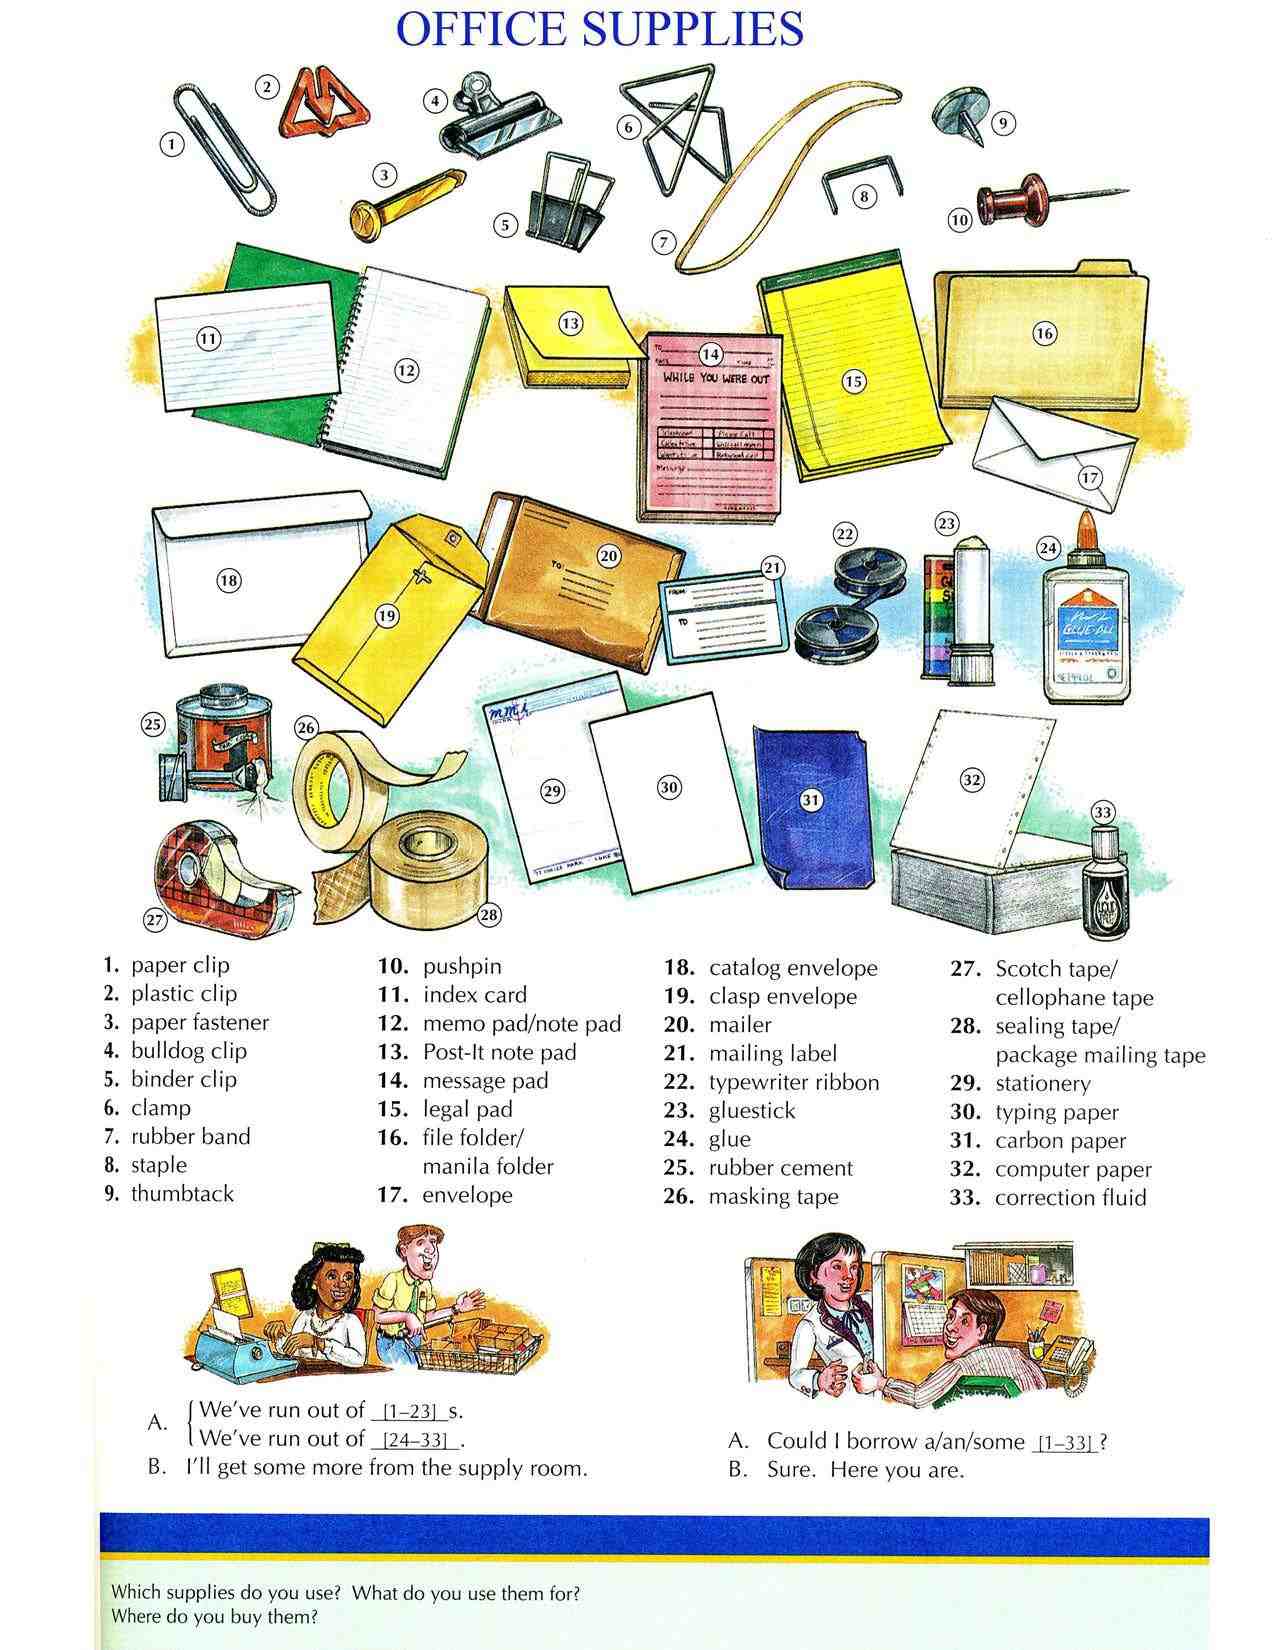 OFFICE SUPPLIES
1
2
3
4
5
6
7
8
9
10
11
12
13
14
TO
WHILE YOU WERE OUT
15
16
17
18
19
20
TO:
21
FROM:
TO
22
23
24
GLUE-ALL
25
26
27
28
29
30
31
32
33
1. paper clip
2. plastic clip
3. paper fastener
4. bulldog clip
5. binder clip
6. clamp
7. rubber band
8. staple
9. thumbtack
10. pushpin
11. index card
12. memo pad/note pad
13. Post-It note pad
14. message pad
15. legal pad
16. file folder/
manila folder
17. envelope
18. catalog envelope
19. clasp envelope
20. mailer
21. mailing label
22. typewriter ribbon
23. gluestick
24. glue
25. rubber cement
26. masking tape
27. Scotch tape/
cellophane tape
28. sealing tape/
package mailing tape
29. stationery
30. typing paper
31. carbon paper
32. computer paper
33. correction fluid
A. We've run out of [1–23] s.
We've run out of [24–33] .
B. I'll get some more from the supply room.
A. Could I borrow a/an/some [1–33] ?
B. Sure. Here you are.
Which supplies do you use? What do you use them for?
Where do you buy them?